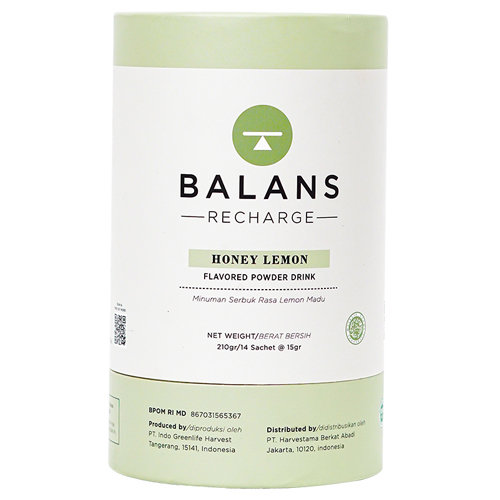 BALANS
RECHARGE
HONEY LEMON
FLAVORED POWDER DRINK
Minuman Serbuk Rasa Lemon Madu
NET WEIGHT/BERAT BERSIH
210gr/14 Sachet @ 15gr
BPOM RI MD 867031565367
Produced by/diproduksi oleh
PT. Indo Greenlife Harvest
Tangerang, 15141, Indonesia
Distributed by/didistribusikan oleh
PT. Harvestama Berkat Abadi
Jakarta, 10120, indonesia